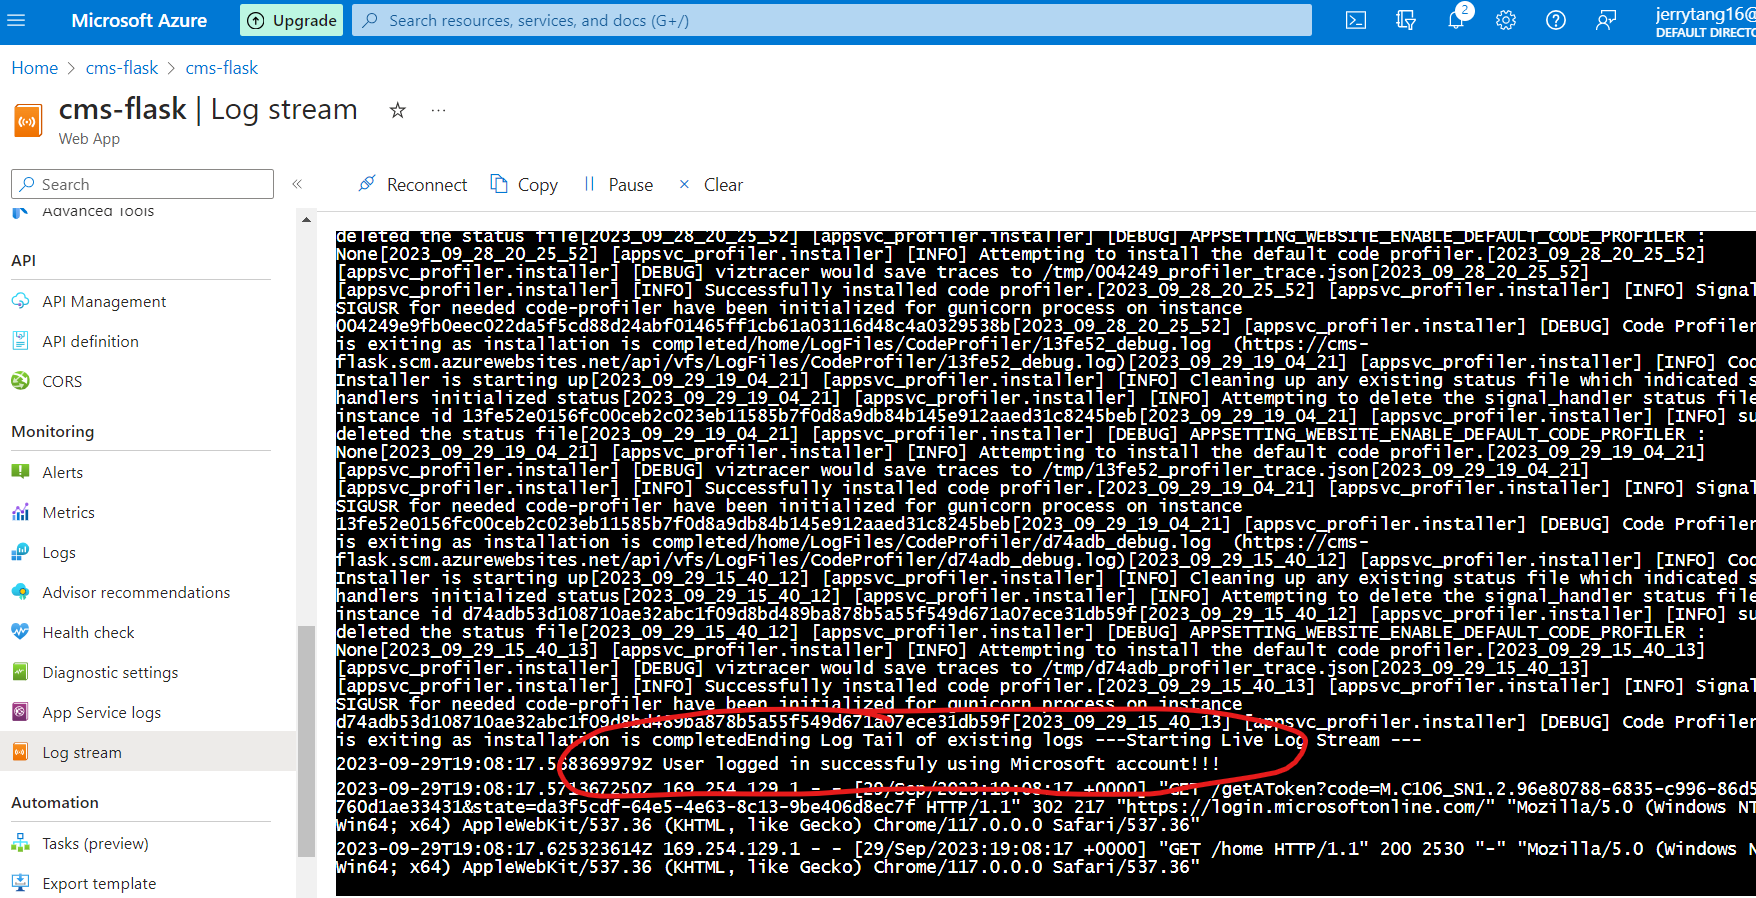 Microsoft Azure
Upgrade
Search resources, services, and docs (G+/)
2
jerrytang16@
DEFAULT DIRECTO
Home > cms-flask > cms-flask
cms-flask | Log stream
Web App
Search
«
Reconnect
Copy
Pause
Clear
Advanced Tools
API
API Management
API definition
CORS
Monitoring
Alerts
Metrics
Logs
Advisor recommendations
Health check
Diagnostic settings
App Service logs
Log stream
Automation
Tasks (preview)
Export template
deleted the status file[2023_09_28_20_25_52] [appsvc_profiler.installer] [DEBUG] APPSETTING_WEBSITE_ENABLE_DEFAULT_CODE_PROFILER :
None[2023_09_28_20_25_52] [appsvc_profiler.installer] [INFO] Attempting to install the default code profiler.[2023_09_28_20_25_52]
[appsvc_profiler.installer] [DEBUG] viztracer would save traces to /tmp/004249_profiler_trace.json[2023_09_28_20_25_52]
[appsvc_profiler.installer] [INFO] Successfully installed code profiler.[2023_09_28_20_25_52] [appsvc_profiler.installer] [INFO] Signal
SIGUSR for needed code-profiler have been initialized for gunicorn process on instance
004249e9fb0eec022da5f5cd88d24abf01465ff1cb61a03116d48c4a0329538b[2023_09_28_20_25_52] [appsvc_profiler.installer] [DEBUG] Code Profiler
is exiting as installation is completed/home/LogFiles/CodeProfiler/13fe52_debug.log  (https://cms-
flask.scm.azurewebsites.net/api/vfs/LogFiles/CodeProfiler/13fe52_debug.log)[2023_09_29_19_04_21] [appsvc_profiler.installer] [INFO] Cod
Installer is starting up[2023_09_29_19_04_21] [appsvc_profiler.installer] [INFO] Cleaning up any existing status file which indicated s
handlers initialized status[2023_09_29_19_04_21] [appsvc_profiler.installer] [INFO] Attempting to delete the signal_handler status file
instance id 13fe52e0156fc00ceb2c023eb11585b7f0d8a9db84b145e912aaed31c8245beb[2023_09_29_19_04_21] [appsvc_profiler.installer] [INFO] su
deleted the status file[2023_09_29_19_04_21] [appsvc_profiler.installer] [DEBUG] APPSETTING_WEBSITE_ENABLE_DEFAULT_CODE_PROFILER :
None[2023_09_29_19_04_21] [appsvc_profiler.installer] [INFO] Attempting to install the default code profiler.[2023_09_29_19_04_21]
[appsvc_profiler.installer] [DEBUG] viztracer would save traces to /tmp/13fe52_profiler_trace.json[2023_09_29_19_04_21]
[appsvc_profiler.installer] [INFO] Successfully installed code profiler.[2023_09_29_19_04_21] [appsvc_profiler.installer] [INFO] Signal
SIGUSR for needed code-profiler have been initialized for gunicorn process on instance
13fe52e0156fc00ceb2c023eb11585b7f0d8a9db84b145e912aaed31c8245beb[2023_09_29_19_04_21] [appsvc_profiler.installer] [DEBUG] Code Profiler
is exiting as installation is completed/home/LogFiles/CodeProfiler/d74adb_debug.log  (https://cms-
flask.scm.azurewebsites.net/api/vfs/LogFiles/CodeProfiler/d74adb_debug.log)[2023_09_29_15_40_12] [appsvc_profiler.installer] [INFO] Cod
Installer is starting up[2023_09_29_15_40_12] [appsvc_profiler.installer] [INFO] Cleaning up any existing status file which indicated s
handlers initialized status[2023_09_29_15_40_12] [appsvc_profiler.installer] [INFO] Attempting to delete the signal_handler status file
instance id d74adb53d108710ae32abc1f09d8bd489ba878b5a55f549d671a07ece31db59f[2023_09_29_15_40_12] [appsvc_profiler.installer] [INFO] su
deleted the status file[2023_09_29_15_40_12] [appsvc_profiler.installer] [DEBUG] APPSETTING_WEBSITE_ENABLE_DEFAULT_CODE_PROFILER :
None[2023_09_29_15_40_13] [appsvc_profiler.installer] [INFO] Attempting to install the default code profiler.[2023_09_29_15_40_13]
[appsvc_profiler.installer] [DEBUG] viztracer would save traces to /tmp/d74adb_profiler_trace.json[2023_09_29_15_40_13]
[appsvc_profiler.installer] [INFO] Successfully installed code profiler.[2023_09_29_15_40_13] [appsvc_profiler.installer] [INFO] Signal
SIGUSR for needed code-profiler have been initialized for gunicorn process on instance
d74adb53d108710ae32abc1f09d8bd489ba878b5a55f549d671a07ece31db59f[2023_09_29_15_40_13] [appsvc_profiler.installer] [DEBUG] Code Profiler
is exiting as installation is completedEnding Log Tail of existing logs ---Starting Live Log Stream ---
2023-09-29T19:08:17.568369979Z User logged in successfuly using Microsoft account!!!
2023-09-29T19:08:17.571367250Z 169.254.129.1 - - [29/Sep/2023:19:08:17 +0000] "GET /getAToken?code=M.C106_SN1.2.96e80788-6835-c996-86d5
760d1ae33431&state=da3f5cdf-64e5-4e63-8c13-9be406d8ec7f HTTP/1.1" 302 217 "https://login.microsoftonline.com/" "Mozilla/5.0 (Windows NT
Win64; x64) AppleWebKit/537.36 (KHTML, like Gecko) Chrome/117.0.0.0 Safari/537.36"
2023-09-29T19:08:17.625323614Z 169.254.129.1 - - [29/Sep/2023:19:08:17 +0000] "GET /home HTTP/1.1" 200 2530 "-" "Mozilla/5.0 (Windows N
Win64; x64) AppleWebKit/537.36 (KHTML, like Gecko) Chrome/117.0.0.0 Safari/537.36"